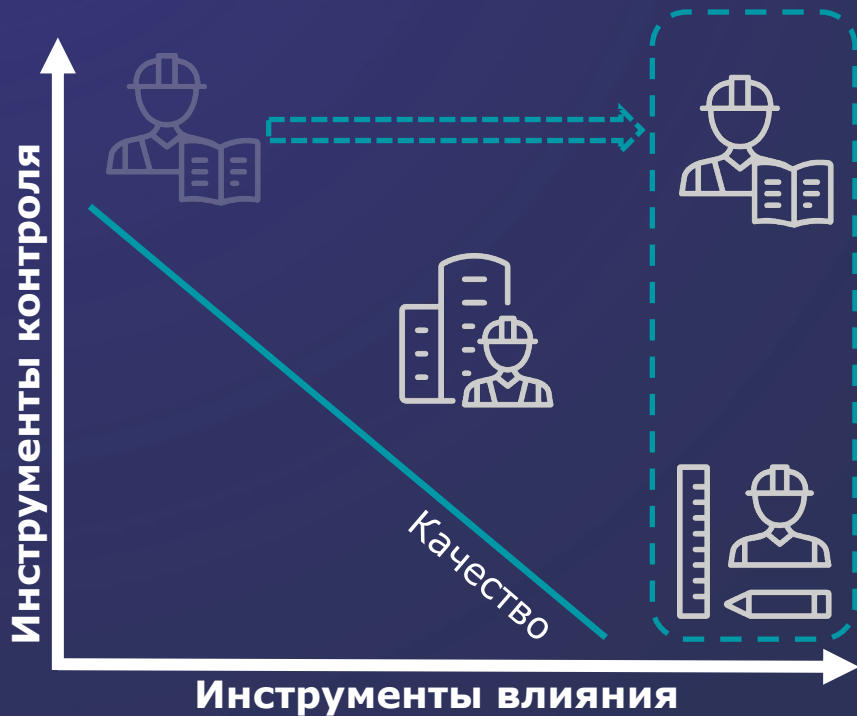 Инструменты контроля
Качество
Инструменты влияния